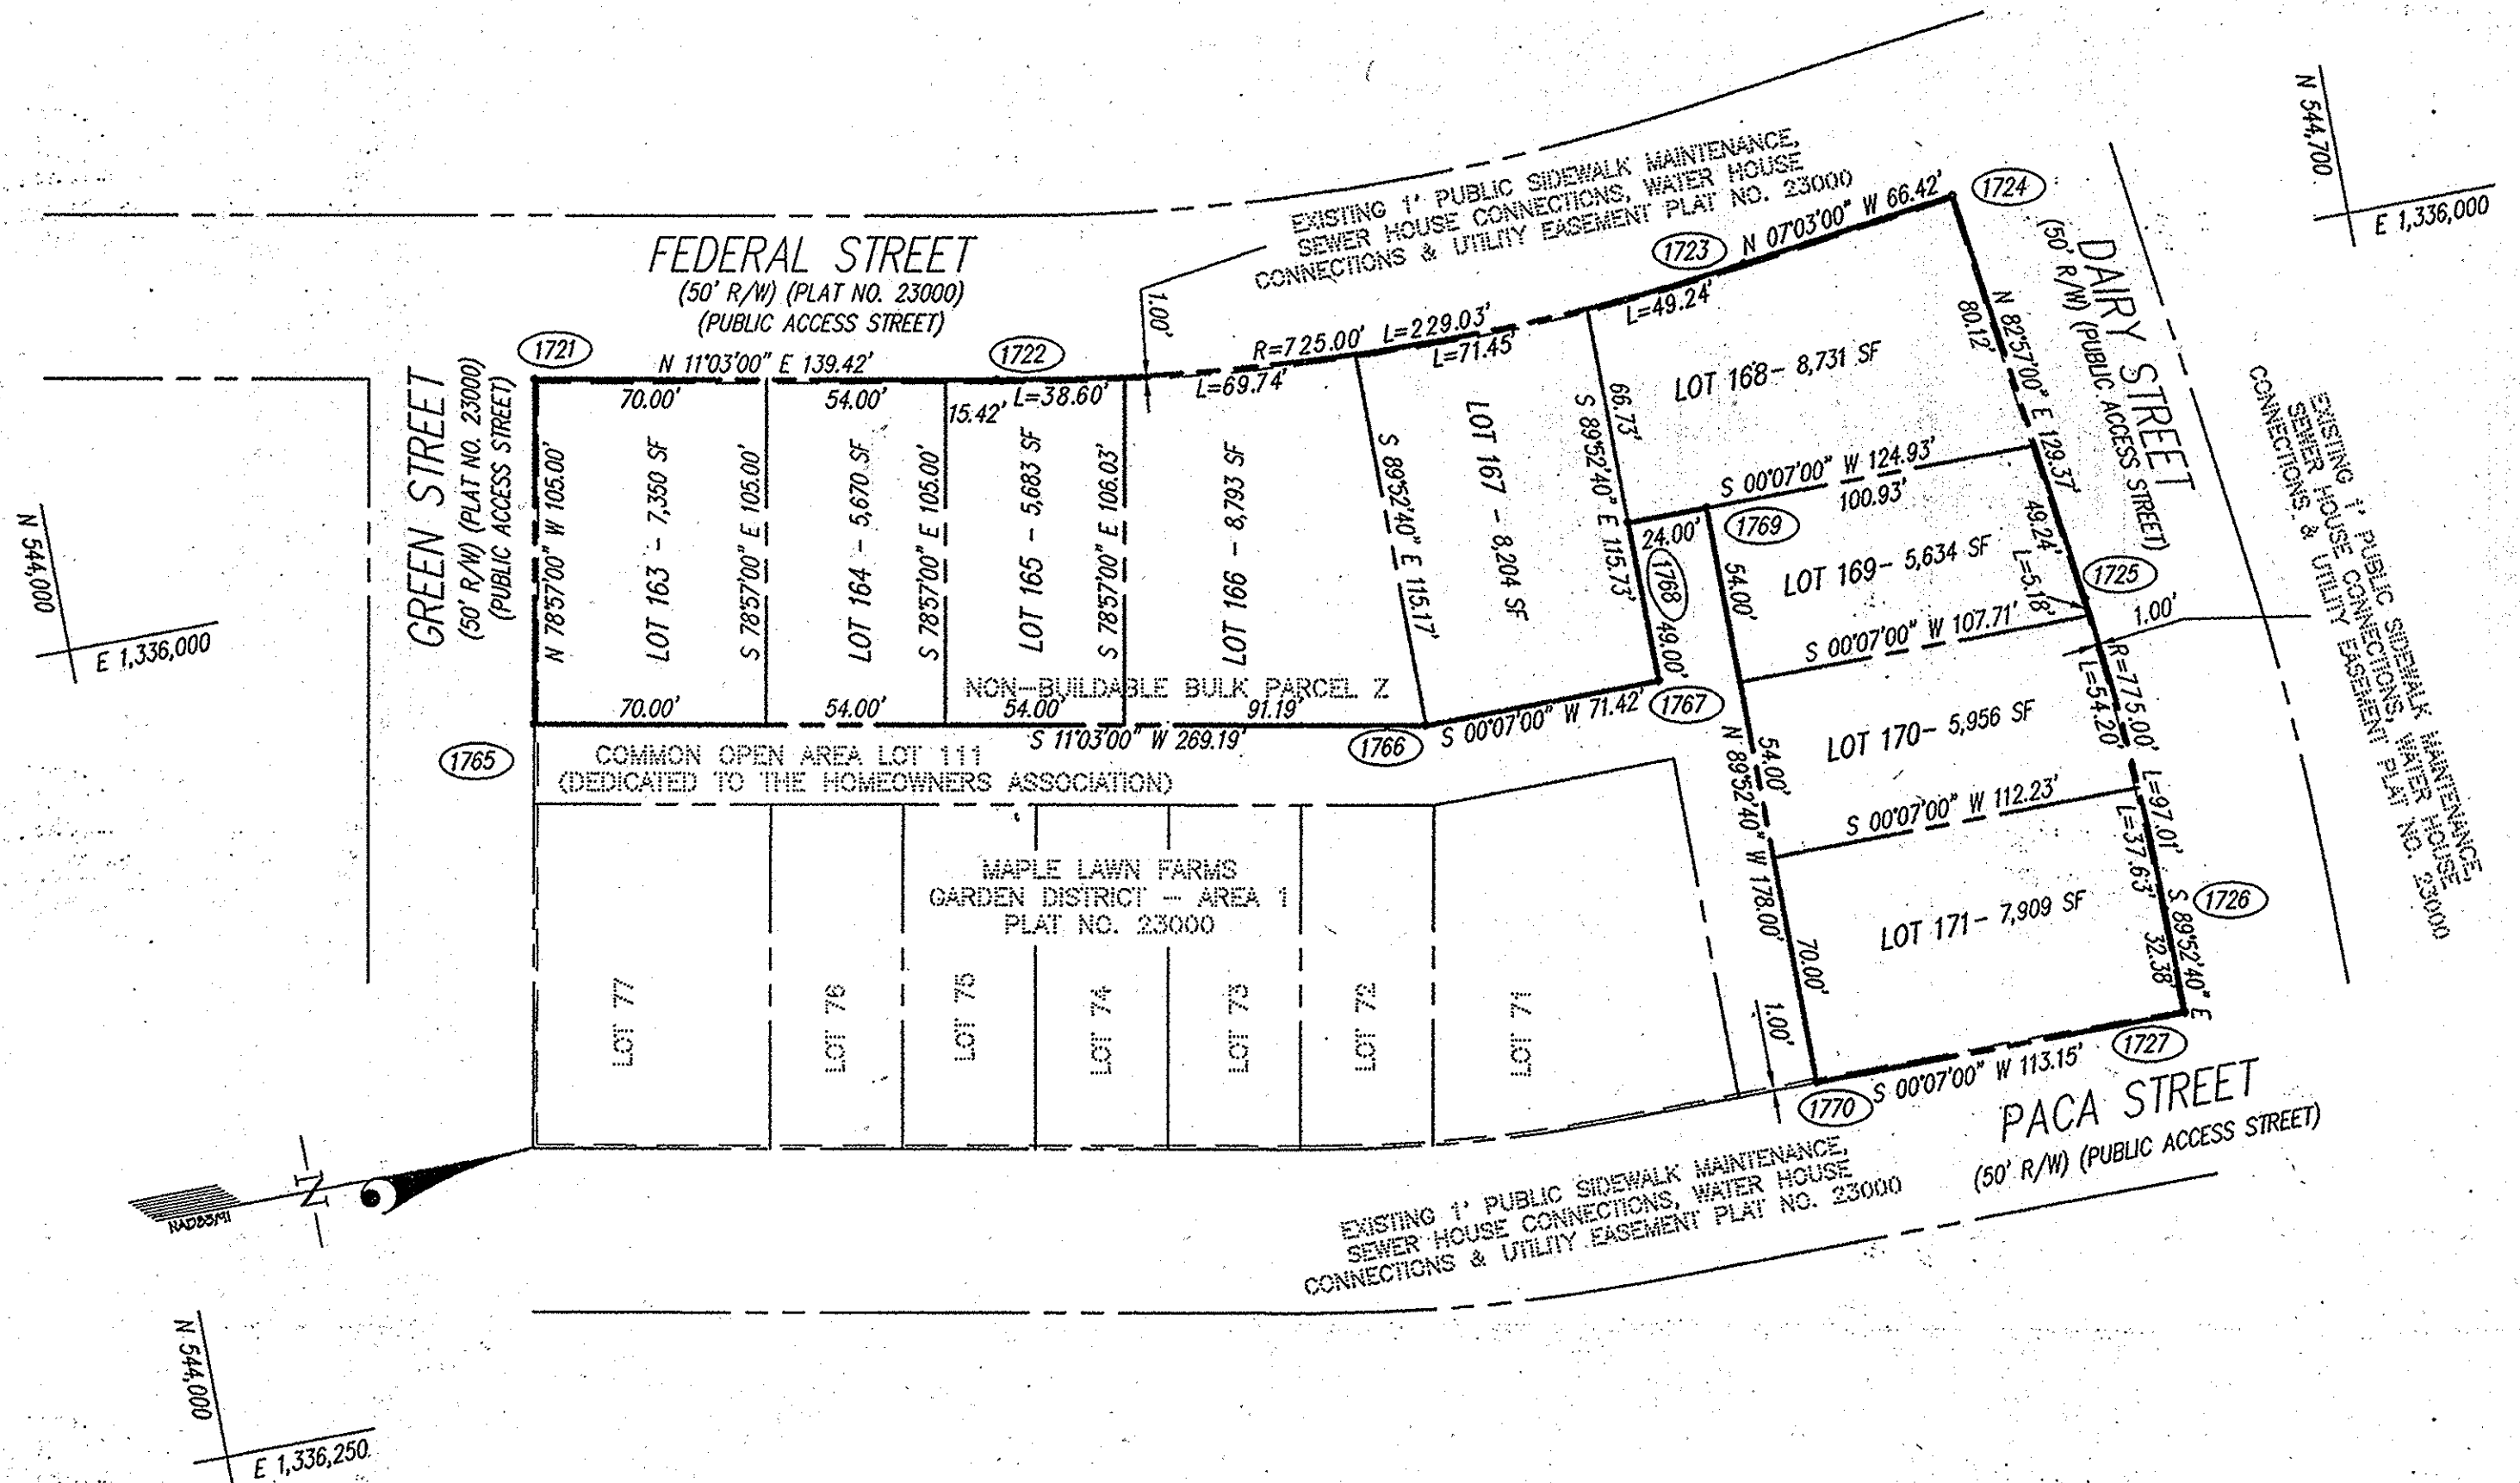 N 544,700
E 1,336,000
EXISTING 1' PUBLIC SIDEWALK MAINTENANCE,
SEWER HOUSE CONNECTIONS, WATER HOUSE
CONNECTIONS & UTILITY EASEMENT PLAT NO. 23000
FEDERAL STREET
(50' R/W) (PLAT NO. 23000)
(PUBLIC ACCESS STREET)
1.00'
1721
N 11°03'00" E 139.42'
1722
R=725.00' L=229.03'
1723
N 07°03'00" W 66.42'
1724
70.00'
54.00'
15.42'
L=38.60'
L=69.74'
L=71.45'
L=49.24'
GREEN STREET
(50' R/W) (PLAT NO. 23000)
(PUBLIC ACCESS STREET)
N 78°57'00" W 105.00'
LOT 163 - 7,350 SF
S 78°57'00" E 105.00'
LOT 164 - 5,670 SF
S 78°57'00" E 105.00'
LOT 165 - 5,683 SF
S 78°57'00" E 106.03'
LOT 166 - 8,793 SF
S 89°52'40" E 115.17'
LOT 167 - 8,204 SF
66.73'
S 89°52'40" E 115.73'
LOT 168- 8,731 SF
DAIRY STREET
(50' R/W) (PUBLIC ACCESS STREET)
N 82°57'00" E 129.37'
80.12'
49.24'
S 00°07'00" W 124.93'
100.93'
24.00'
1769
1768
49.00'
54.00'
LOT 169- 5,634 SF
L=5.18'
1725
1.00'
S 00°07'00" W 107.71'
R=775.00' L=97.01'
L=54.20'
EXISTING 1' PUBLIC SIDEWALK MAINTENANCE,
SEWER HOUSE CONNECTIONS, WATER HOUSE
CONNECTIONS, & UTILITY EASEMENT PLAT NO. 23000
N 544,000
E 1,336,000
NON-BUILDABLE BULK PARCEL Z
70.00'
54.00'
54.00'
91.19'
S 11°03'00" W 269.19'
1765
1766
S 00°07'00" W 71.42'
1767
COMMON OPEN AREA LOT 111
(DEDICATED TO THE HOMEOWNERS ASSOCIATION)
LOT 170- 5,956 SF
54.00'
N 89°52'40" W 178.00'
S 00°07'00" W 112.23'
L=37.63'
1726
S 89°52'40" E
32.38'
LOT 171- 7,909 SF
70.00'
MAPLE LAWN FARMS
GARDEN DISTRICT - AREA 1
PLAT NO. 23000
LOT 77
LOT 76
LOT 75
LOT 74
LOT 73
LOT 72
LOT 71
1.00'
1770
S 00°07'00" W 113.15'
1727
PACA STREET
(50' R/W) (PUBLIC ACCESS STREET)
EXISTING 1' PUBLIC SIDEWALK MAINTENANCE,
SEWER HOUSE CONNECTIONS, WATER HOUSE
CONNECTIONS & UTILITY EASEMENT PLAT NO. 23000
N
NAD83/91
N 544,000
E 1,336,250